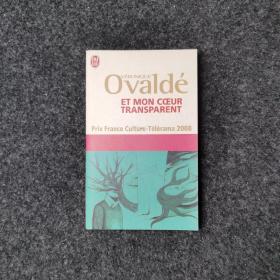 VÉRONIQUE
Ovaldé
ET MON CŒUR
TRANSPARENT
Prix France Culture-Télérama 2008